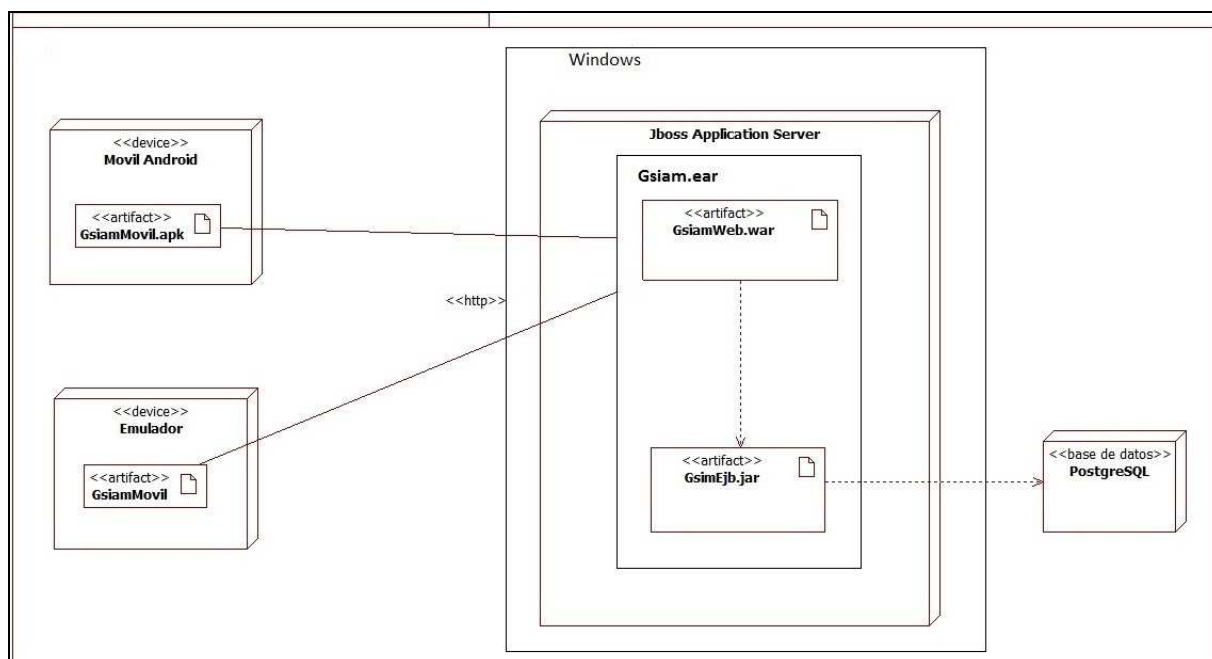 Windows
<<device>>
Movil Android
<<artifact>>
GsiamMovil.apk
Jboss Application Server
Gsiam.ear
<<artifact>>
GsiamWeb.war
<<http>>
<<device>>
Emulador
<<artifact>>
GsiamMovil
<<artifact>>
GsimEjb.jar
<<base de datos>>
PostgreSQL